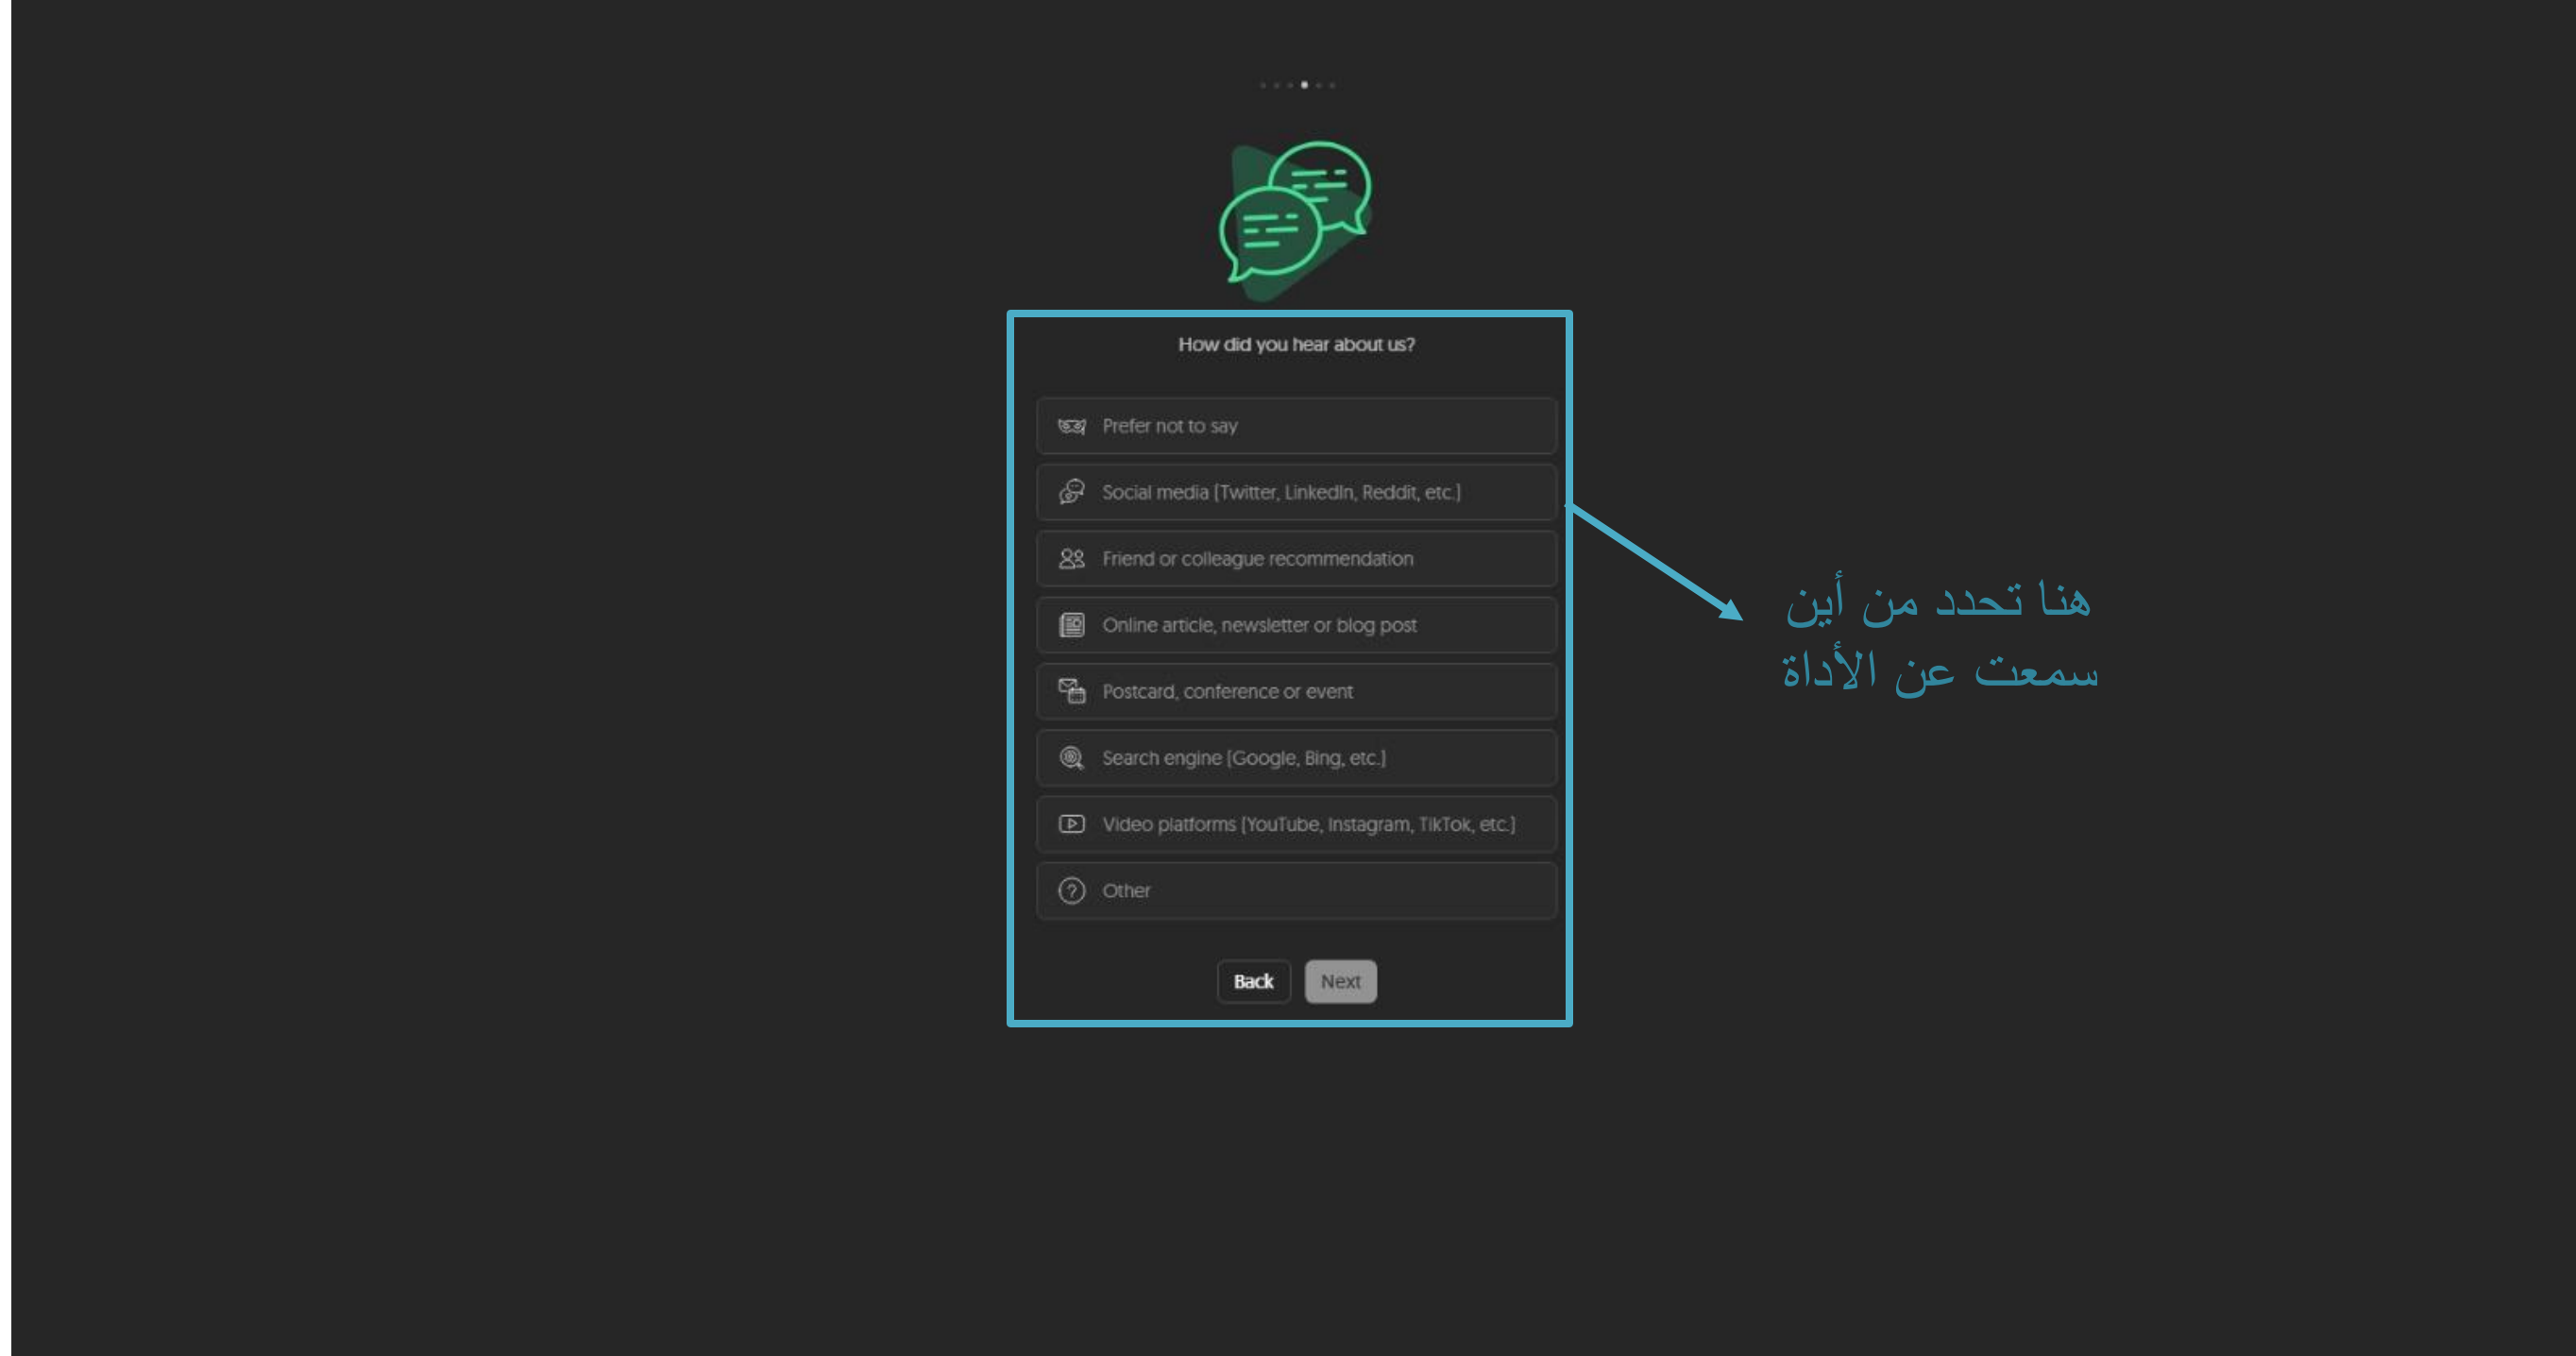 How did you hear about us?
Prefer not to say
Social media (Twitter, LinkedIn, Reddit, etc.)
Friend or colleague recommendation
Online article, newsletter or blog post
Postcard, conference or event
Search engine (Google, Bing, etc.)
Video platforms (YouTube, Instagram, TikTok, etc.)
Other
Back Next
هنا تحدد من أين
سمعت عن الأداة